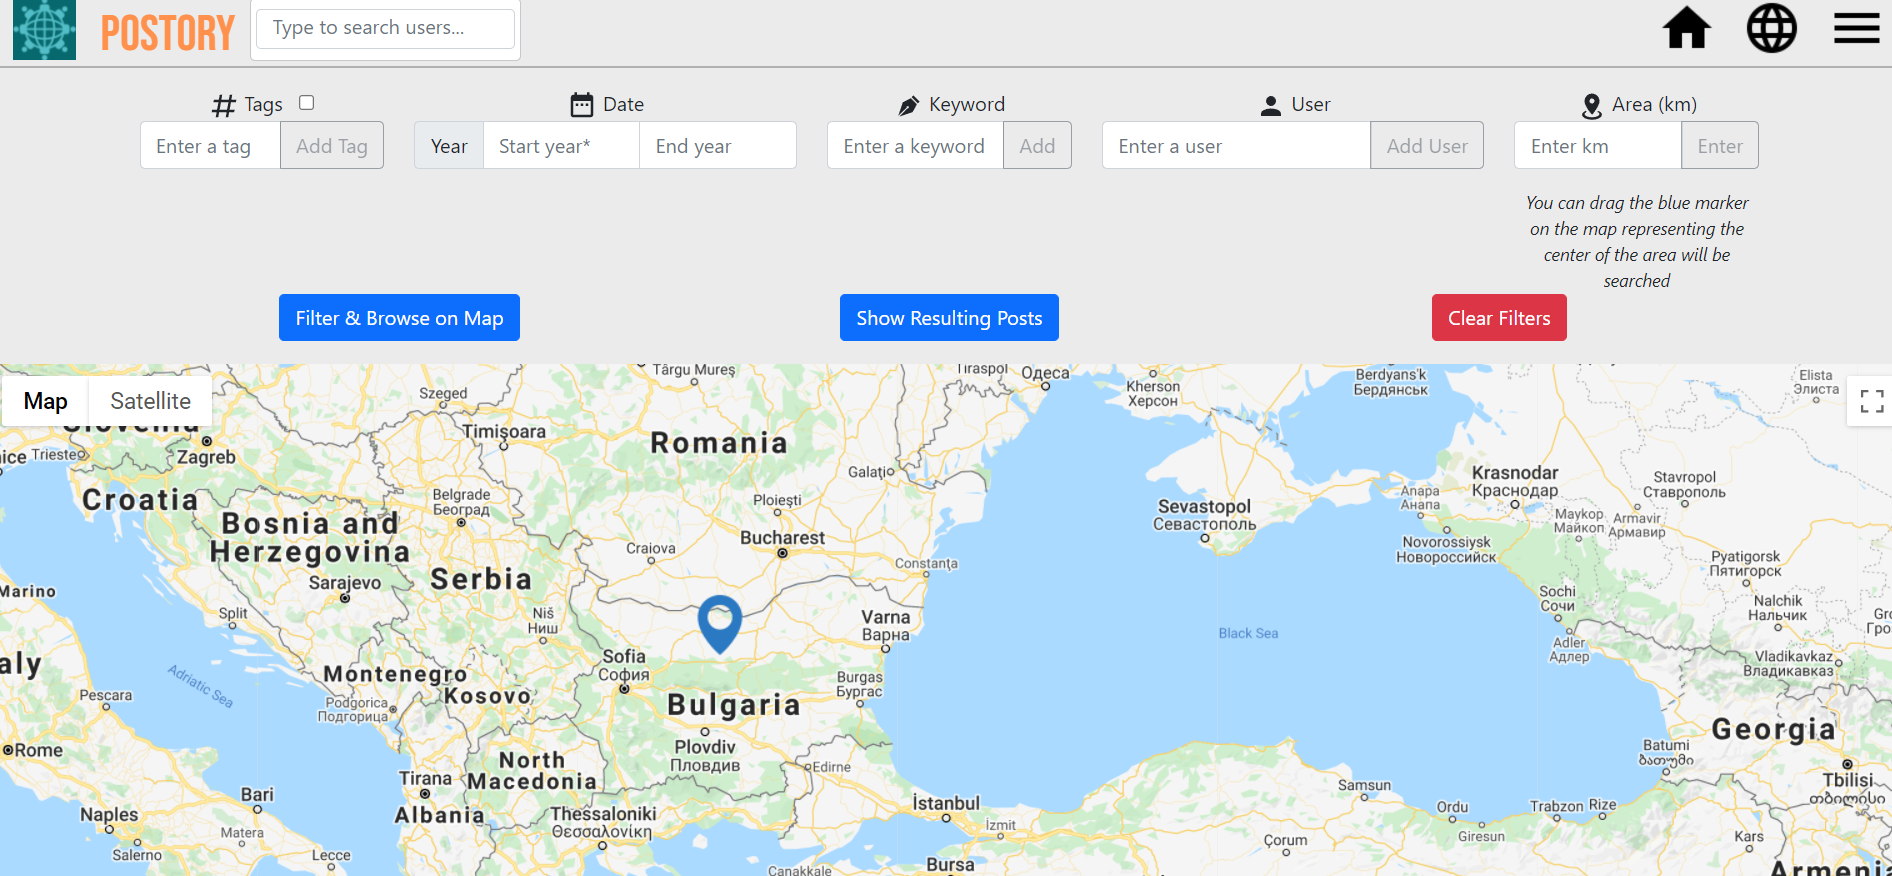 POSTORY
Type to search users...
Tags
Date
Keyword
User
Area (km)
Enter a tag
Add Tag
Year
Start year*
End year
Enter a keyword
Add
Enter a user
Add User
Enter km
Enter
You can drag the blue marker
on the map representing the
center of the area will be
searched
Filter & Browse on Map
Show Resulting Posts
Clear Filters
Map
Satellite
Târgu Mureș
Tiraspol
Одеса
Kherson
Херсон
Berdyans'k
Бердянськ
Elista
Элиста
Szeged
Slovenia
Timișoara
Romania
Trieste
Zagreb
Galați
Krasnodar
Краснодар
Stavropol
Ставрополь
Croatia
Belgrade
Београд
Ploiești
Sevastopol
Севастополь
Anapa
Анапа
Maykop
Майкоп
Armavir
Армавир
Bosnia and
Herzegovina
Bucharest
Craiova
Constanța
Novorossiysk
Новороссийск
Pyatigorsk
Пятигорск
Sarajevo
Serbia
Marino
Split
Niš
Ниш
Varna
Варна
Black Sea
Sochi
Сочи
Nalchik
Нальчик
Adler
Адлер
Sofia
София
Vladikavkaz
Владикавказ
Adriatic Sea
Montenegro
Kosovo
Burgas
Бургас
Pescara
Podgorica
Подгорица
Bulgaria
Georgia
Rome
Plovdiv
Пловдив
Batumi
ბათუმი
North
Macedonia
Edirne
Tirana
Tbilisi
თბილისი
Bari
Albania
Thessaloniki
Θεσσαλονίκη
İstanbul
Samsun
Ordu
Trabzon
Rize
Naples
Matera
İzmit
Giresun
Kars
Salerno
Lecce
Çorum
Bursa
Çanakkale
Armenia